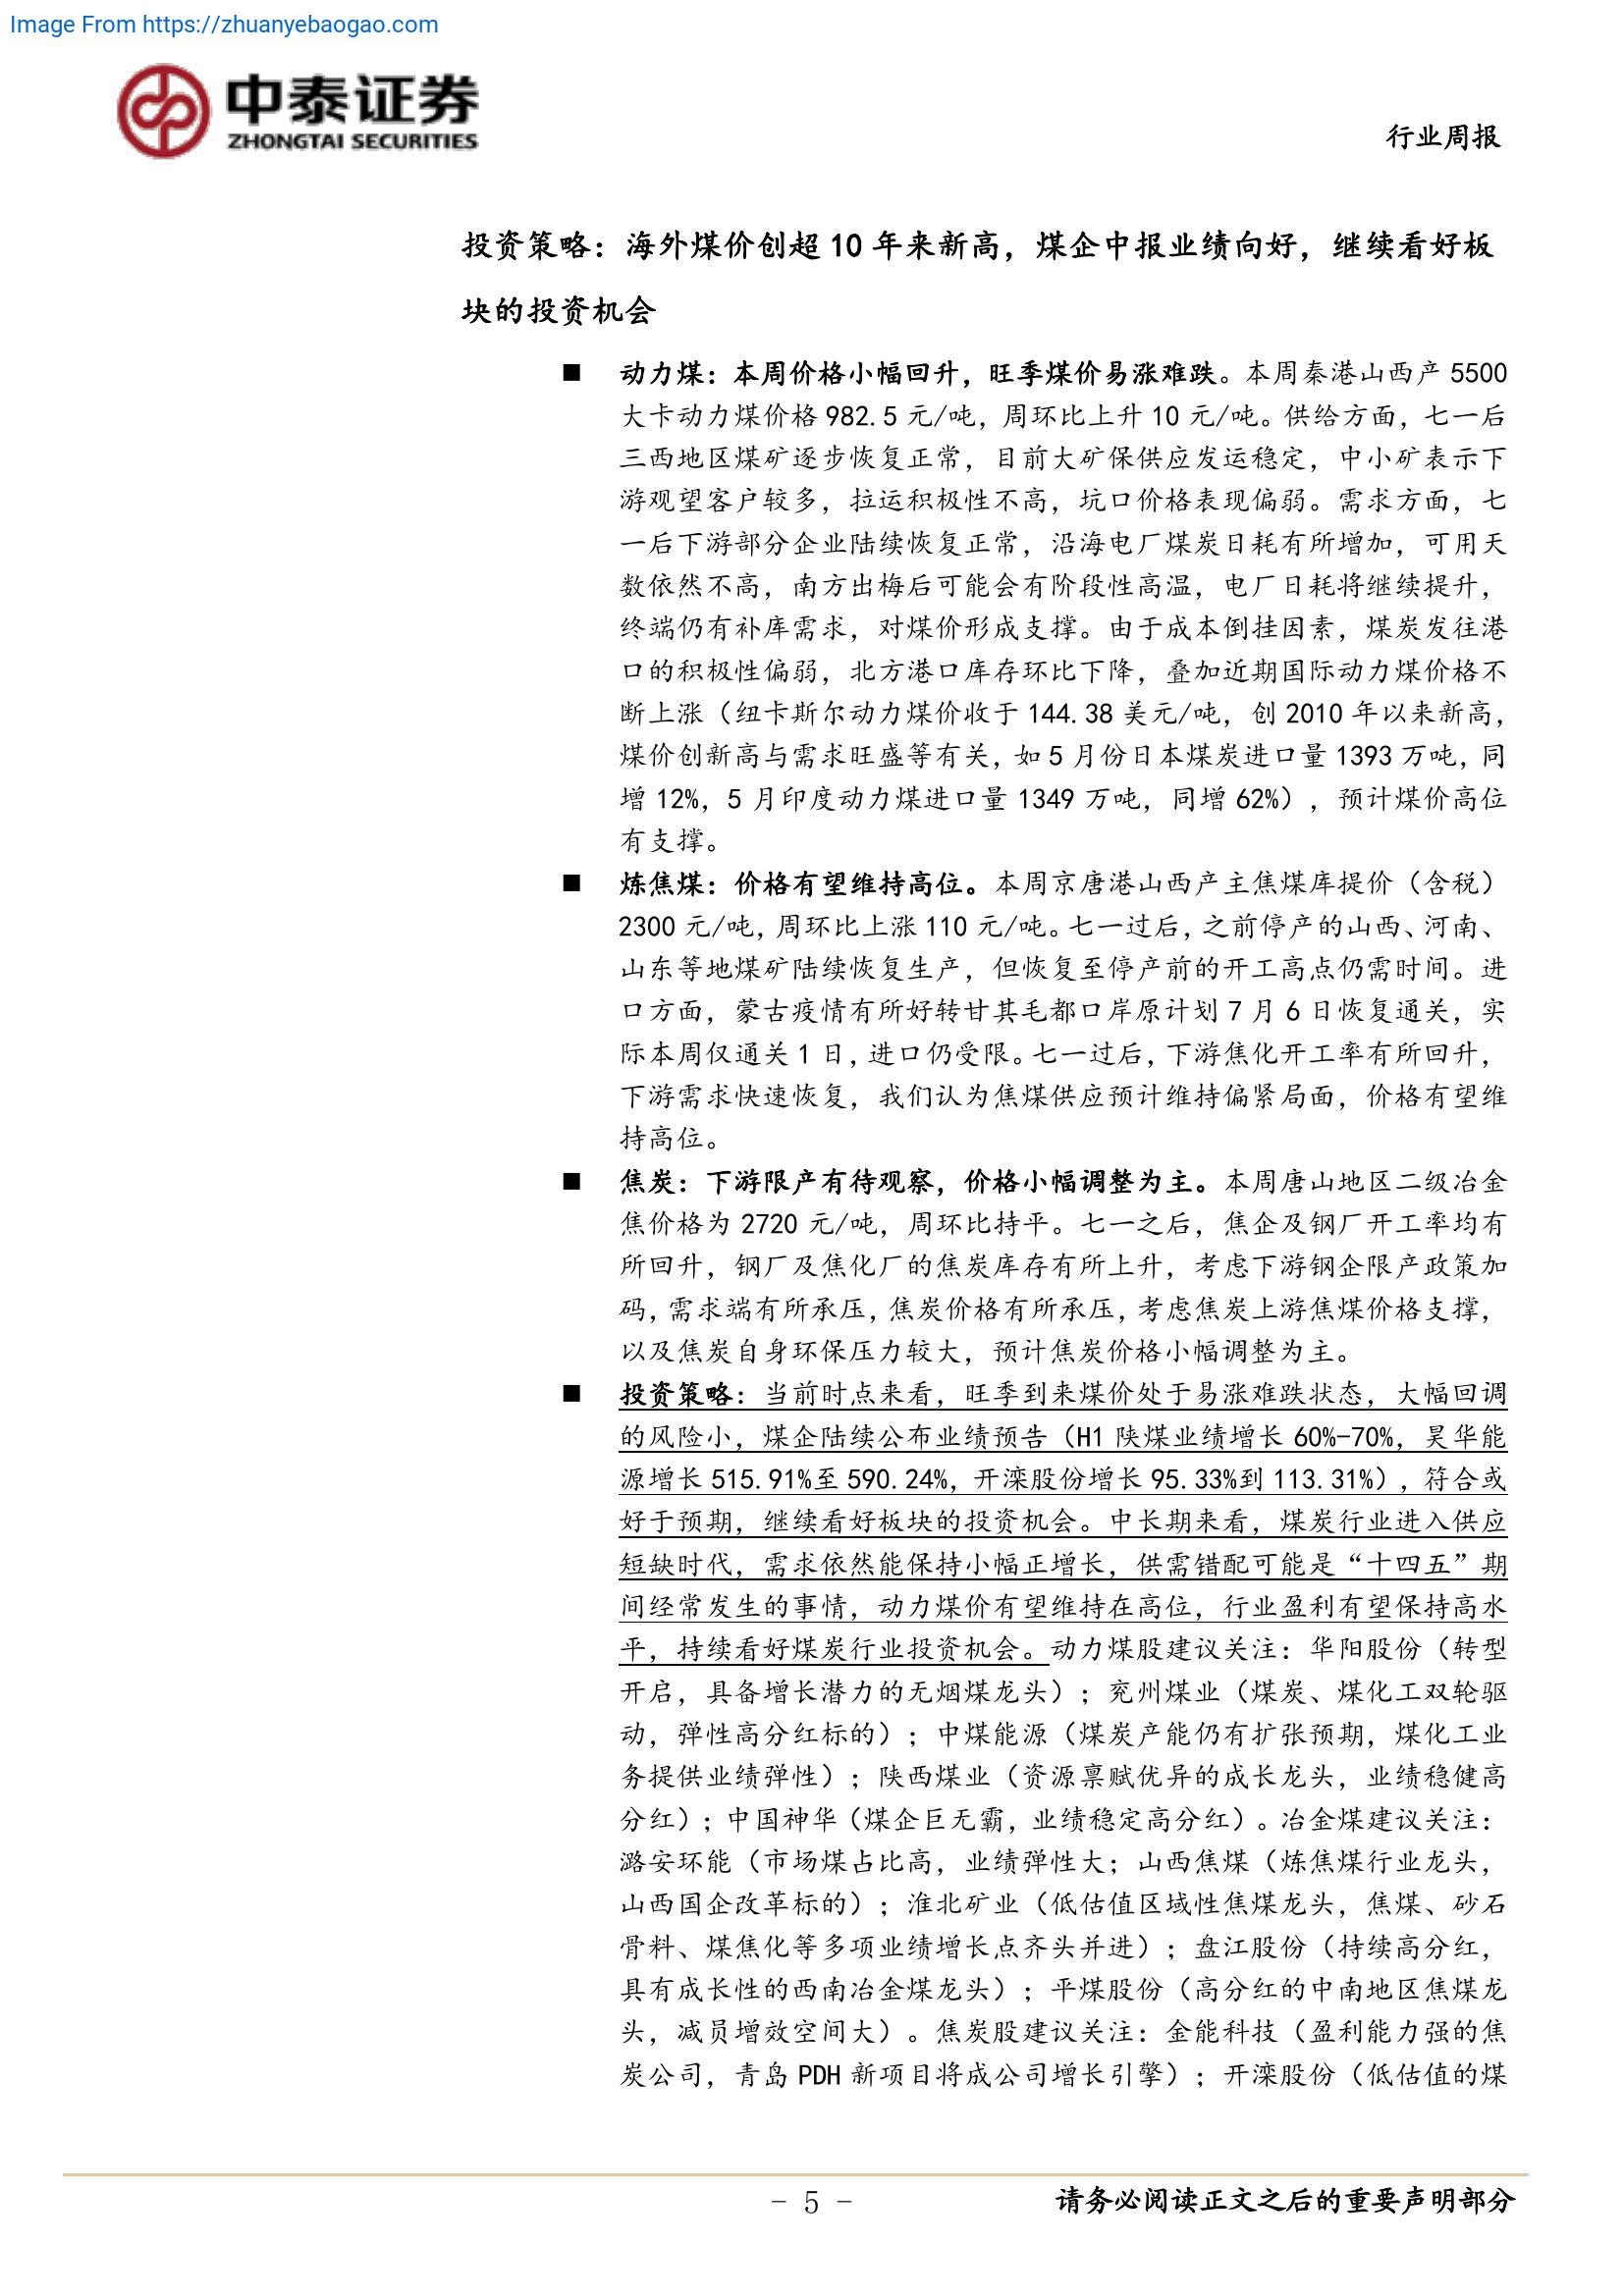 Image From https://zhuanyebaogao.com
中泰证券
ZHONGTAI SECURITIES
行业周报
投资策略：海外煤价创超 10 年来新高，煤企中报业绩向好，继续看好板
块的投资机会
■ 动力煤：本周价格小幅回升，旺季煤价易涨难跌。本周秦港山西产 5500
大卡动力煤价格 982.5 元/吨，周环比上升 10 元/吨。供给方面，七一后
三西地区煤矿逐步恢复正常，目前大矿保供应发运稳定，中小矿表示下
游观望客户较多，拉运积极性不高，坑口价格表现偏弱。需求方面，七
一后下游部分企业陆续恢复正常，沿海电厂煤炭日耗有所增加，可用天
数依然不高，南方出梅后可能会有阶段性高温，电厂日耗将继续提升，
终端仍有补库需求，对煤价形成支撑。由于成本倒挂因素，煤炭发往港
口的积极性偏弱，北方港口库存环比下降，叠加近期国际动力煤价格不
断上涨（纽卡斯尔动力煤价收于 144.38 美元/吨，创 2010 年以来新高，
煤价创新高与需求旺盛等有关，如 5 月份日本煤炭进口量 1393 万吨，同
增 12%，5 月印度动力煤进口量 1349 万吨，同增 62%），预计煤价高位
有支撑。
■ 炼焦煤：价格有望维持高位。本周京唐港山西产主焦煤库提价（含税）
2300 元/吨，周环比上涨 110 元/吨。七一过后，之前停产的山西、河南、
山东等地煤矿陆续恢复生产，但恢复至停产前的开工高点仍需时间。进
口方面，蒙古疫情有所好转甘其毛都口岸原计划 7 月 6 日恢复通关，实
际本周仅通关 1 日，进口仍受限。七一过后，下游焦化开工率有所回升，
下游需求快速恢复，我们认为焦煤供应预计维持偏紧局面，价格有望维
持高位。
■ 焦炭：下游限产有待观察，价格小幅调整为主。本周唐山地区二级冶金
焦价格为 2720 元/吨，周环比持平。七一之后，焦企及钢厂开工率均有
所回升，钢厂及焦化厂的焦炭库存有所上升，考虑下游钢企限产政策加
码，需求端有所承压，焦炭价格有所承压，考虑焦炭上游焦煤价格支撑，
以及焦炭自身环保压力较大，预计焦炭价格小幅调整为主。
■ 投资策略：当前时点来看，旺季到来煤价处于易涨难跌状态，大幅回调
的风险小，煤企陆续公布业绩预告（H1 陕煤业绩增长 60%-70%，昊华能
源增长 515.91%至 590.24%，开滦股份增长 95.33%到 113.31%），符合或
好于预期，继续看好板块的投资机会。中长期来看，煤炭行业进入供应
短缺时代，需求依然能保持小幅正增长，供需错配可能是“十四五”期
间经常发生的事情，动力煤价有望维持在高位，行业盈利有望保持高水
平，持续看好煤炭行业投资机会。动力煤股建议关注：华阳股份（转型
开启，具备增长潜力的无烟煤龙头）；兖州煤业（煤炭、煤化工双轮驱
动，弹性高分红标的）；中煤能源（煤炭产能仍有扩张预期，煤化工业
务提供业绩弹性）；陕西煤业（资源禀赋优异的成长龙头，业绩稳健高
分红）；中国神华（煤企巨无霸，业绩稳定高分红）。冶金煤建议关注：
潞安环能（市场煤占比高，业绩弹性大；山西焦煤（炼焦煤行业龙头，
山西国企改革标的）；淮北矿业（低估值区域性焦煤龙头，焦煤、砂石
骨料、煤焦化等多项业绩增长点齐头并进）；盘江股份（持续高分红，
具有成长性的西南冶金煤龙头）；平煤股份（高分红的中南地区焦煤龙
头，减员增效空间大）。焦炭股建议关注：金能科技（盈利能力强的焦
炭公司，青岛 PDH 新项目将成公司增长引擎）；开滦股份（低估值的煤
- 5 -
请务必阅读正文之后的重要声明部分